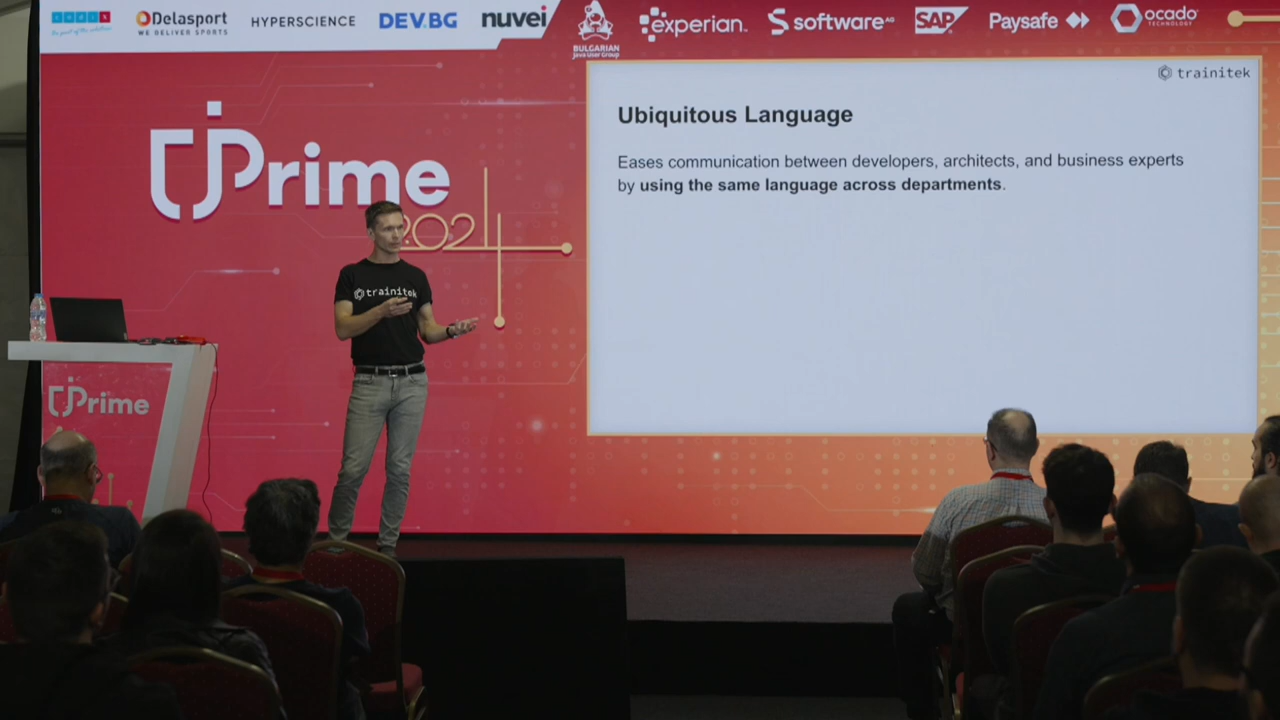 Delasport
WE DELIVER SPORTS
HYPERSCIENCE
DEV.BG
nuvei
BULGARIAN
Java User Group
experian.
software AG
SAP
Paysafe
ocado
TECHNOLOGY
trainitek
jPrime
2024
Ubiquitous Language
Eases communication between developers, architects, and business experts
by using the same language across departments.
trainitek
jPrime